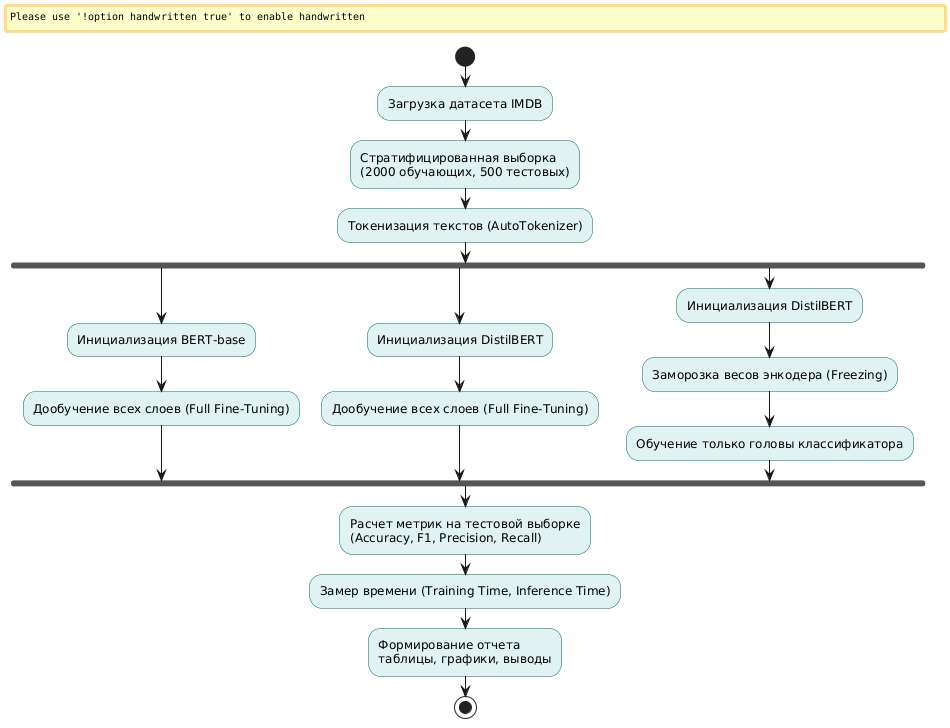 Please use '!option handwritten true' to enable handwritten
Загрузка датасета IMDB
Стратифицированная выборка
(2000 обучающих, 500 тестовых)
Токенизация текстов (AutoTokenizer)
Инициализация BERT-base
Дообучение всех слоев (Full Fine-Tuning)
Инициализация DistilBERT
Дообучение всех слоев (Full Fine-Tuning)
Инициализация DistilBERT
Заморозка весов энкодера (Freezing)
Обучение только головы классификатора
Расчет метрик на тестовой выборке
(Accuracy, F1, Precision, Recall)
Замер времени (Training Time, Inference Time)
Формирование отчета
таблицы, графики, выводы